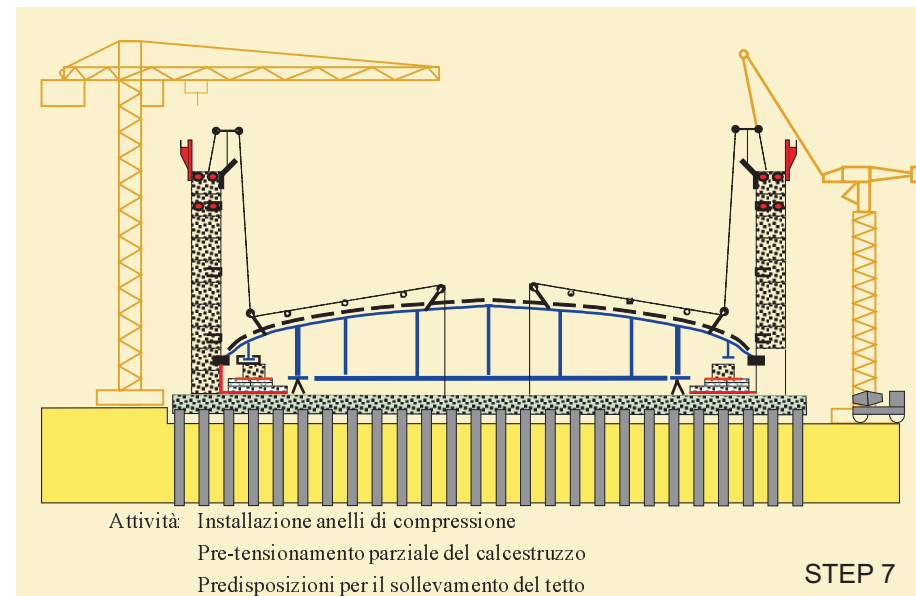 Attività: Installazione anelli di compressione
Pre-tensionamento parziale del calcestruzzo
Predisposizioni per il sollevamento del tetto
STEP 7